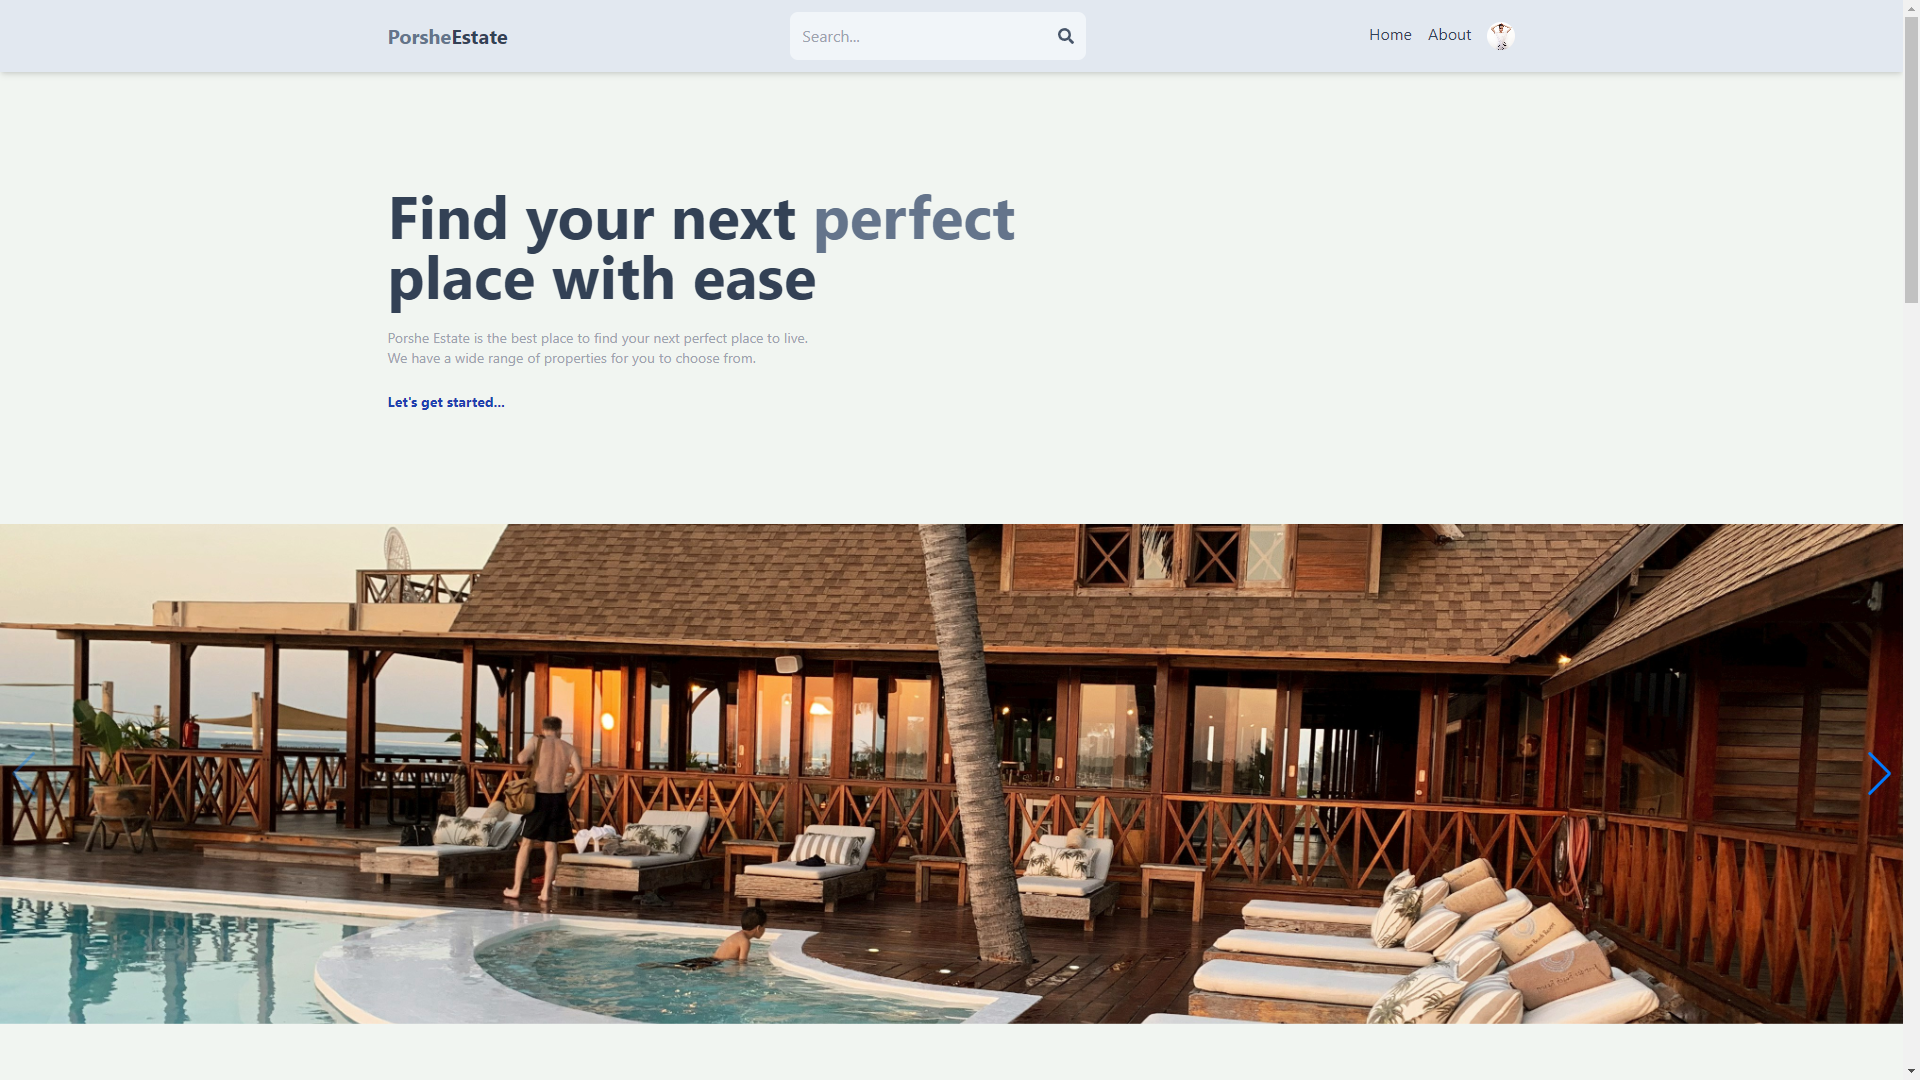 PorsheEstate
Search...
Home
About
Find your next perfect
place with ease
Porshe Estate is the best place to find your next perfect place to live.
We have a wide range of properties for you to choose from.
Let's get started...